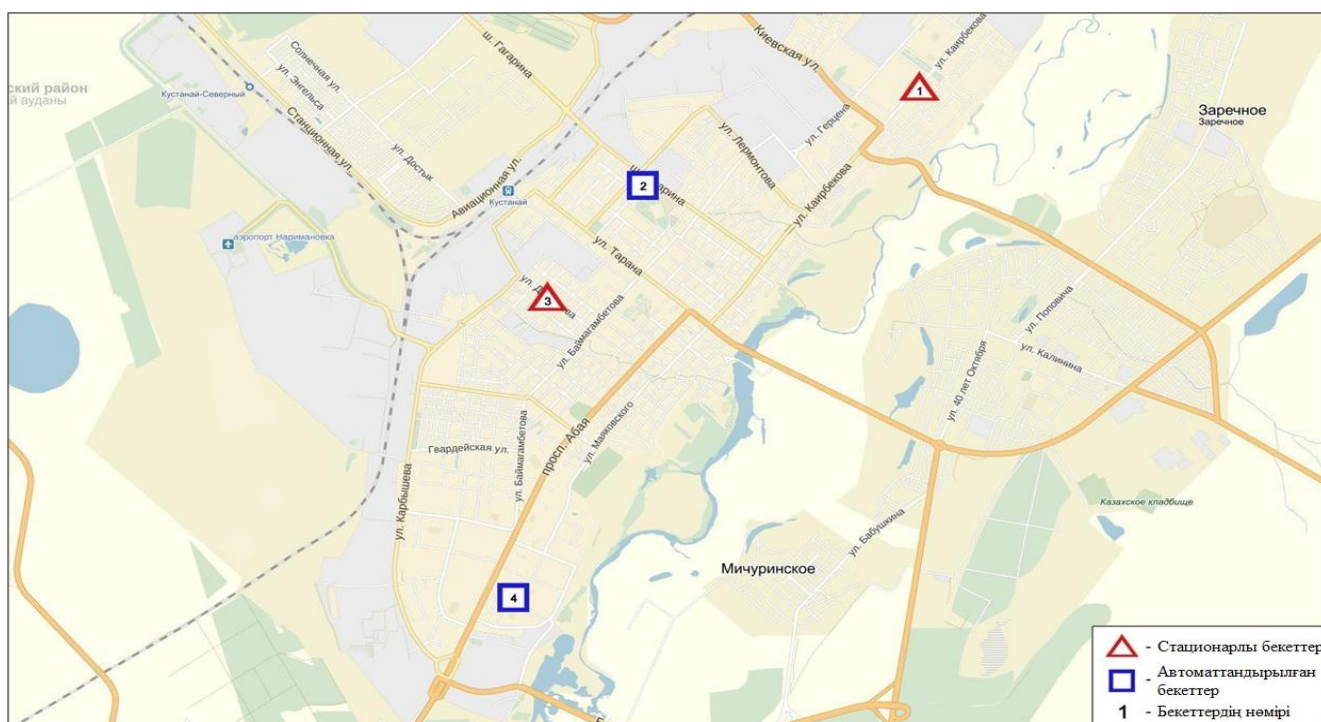 Киевская ул.
ул. Каирбекова
1
ш. Гагарина
Солнечная ул.
ул. Энгельса
ский район
й ауданы
Кустанай-Северный
Заречное
Заречное
Станционная ул.
ул. Достык
ул. Лермонтова
ул. Герцена
Авиационная ул.
Кустанай
2
ул. Каирбекова
аэропорт Наримановка
ул. Тарана
3
ул. Баймагамбетова
ул. Поповича
ул. Калинина
ул. 40 лет Октября
ул. Маяковского
просп. Абая
Гвардейская ул.
ул. Баймагамбетова
ул. Карбышева
Казахское кладбище
ул. Бабушкина
Мичуринское
4
- Стационарлы бекеттер
- Автоматтандырылған
бекеттер
1 - Бекеттердің нөмірі